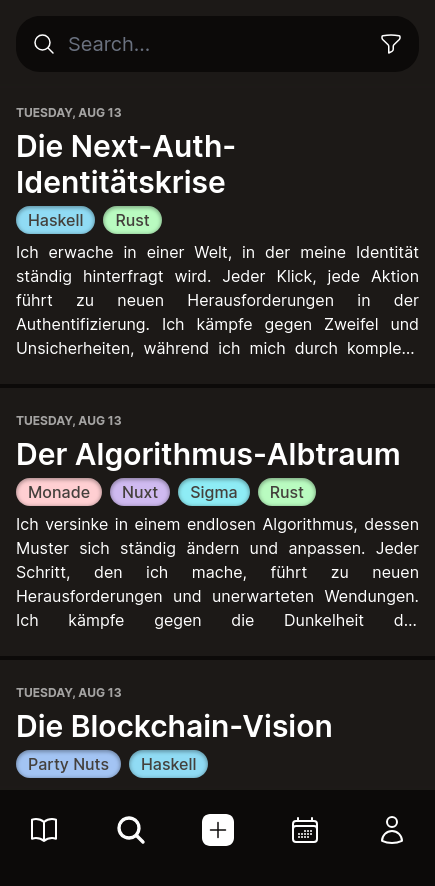 Search...
TUESDAY, AUG 13
Die Next-Auth-
Identitätskrise
Haskell Rust
Ich erwache in einer Welt, in der meine Identität
ständig hinterfragt wird. Jeder Klick, jede Aktion
führt zu neuen Herausforderungen in der
Authentifizierung. Ich kämpfe gegen Zweifel und
Unsicherheiten, während ich mich durch komple...
TUESDAY, AUG 13
Der Algorithmus-Albtraum
Monade Nuxt Sigma Rust
Ich versinke in einem endlosen Algorithmus, dessen
Muster sich ständig ändern und anpassen. Jeder
Schritt, den ich mache, führt zu neuen
Herausforderungen und unerwarteten Wendungen.
Ich kämpfe gegen die Dunkelheit d...
TUESDAY, AUG 13
Die Blockchain-Vision
Party Nuts Haskell